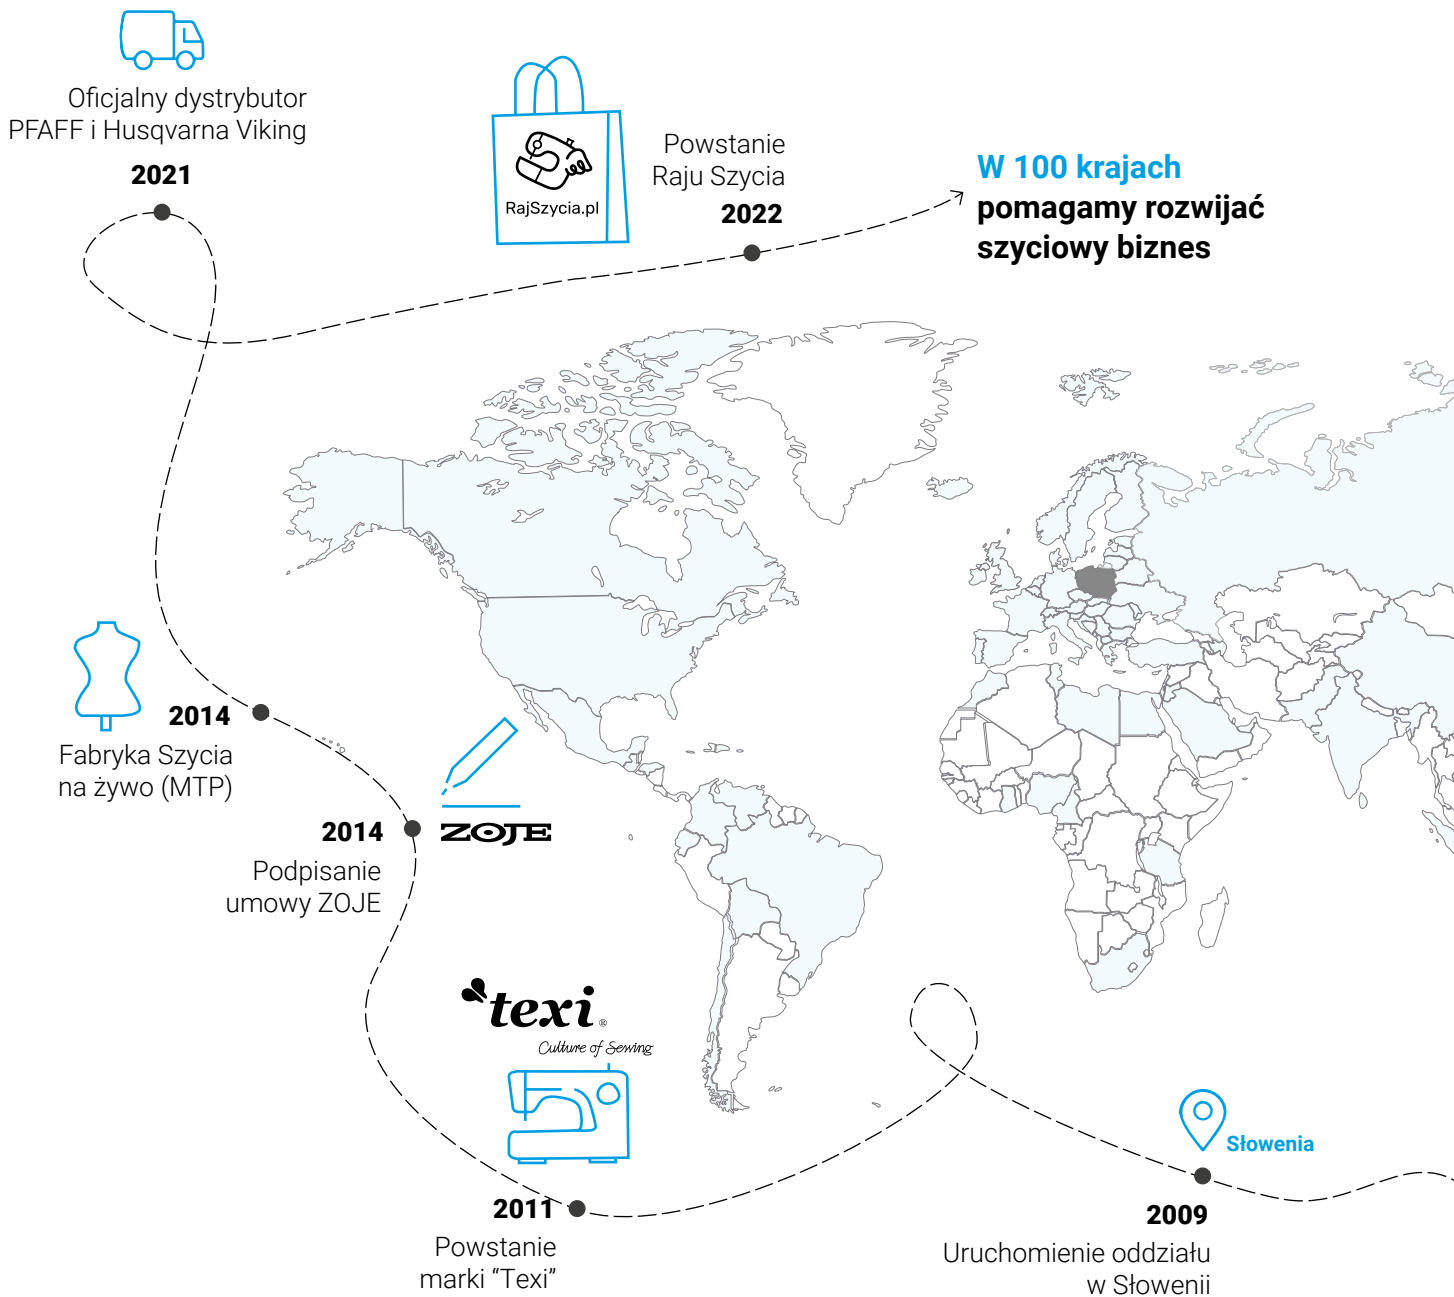 Oficjalny dystrybutor
PFAFF i Husqvarna Viking
2021
RajSzycia.pl
Powstanie
Raju Szycia
2022
W 100 krajach
pomagamy rozwijać
szyciowy biznes
2014
Fabryka Szycia
na żywo (MTP)
2014
ZOJE
Podpisanie
umowy ZOJE
texi®
Culture of Sewing
2011
Powstanie
marki “Texi”
Słowenia
2009
Uruchomienie oddziału
w Słowenii